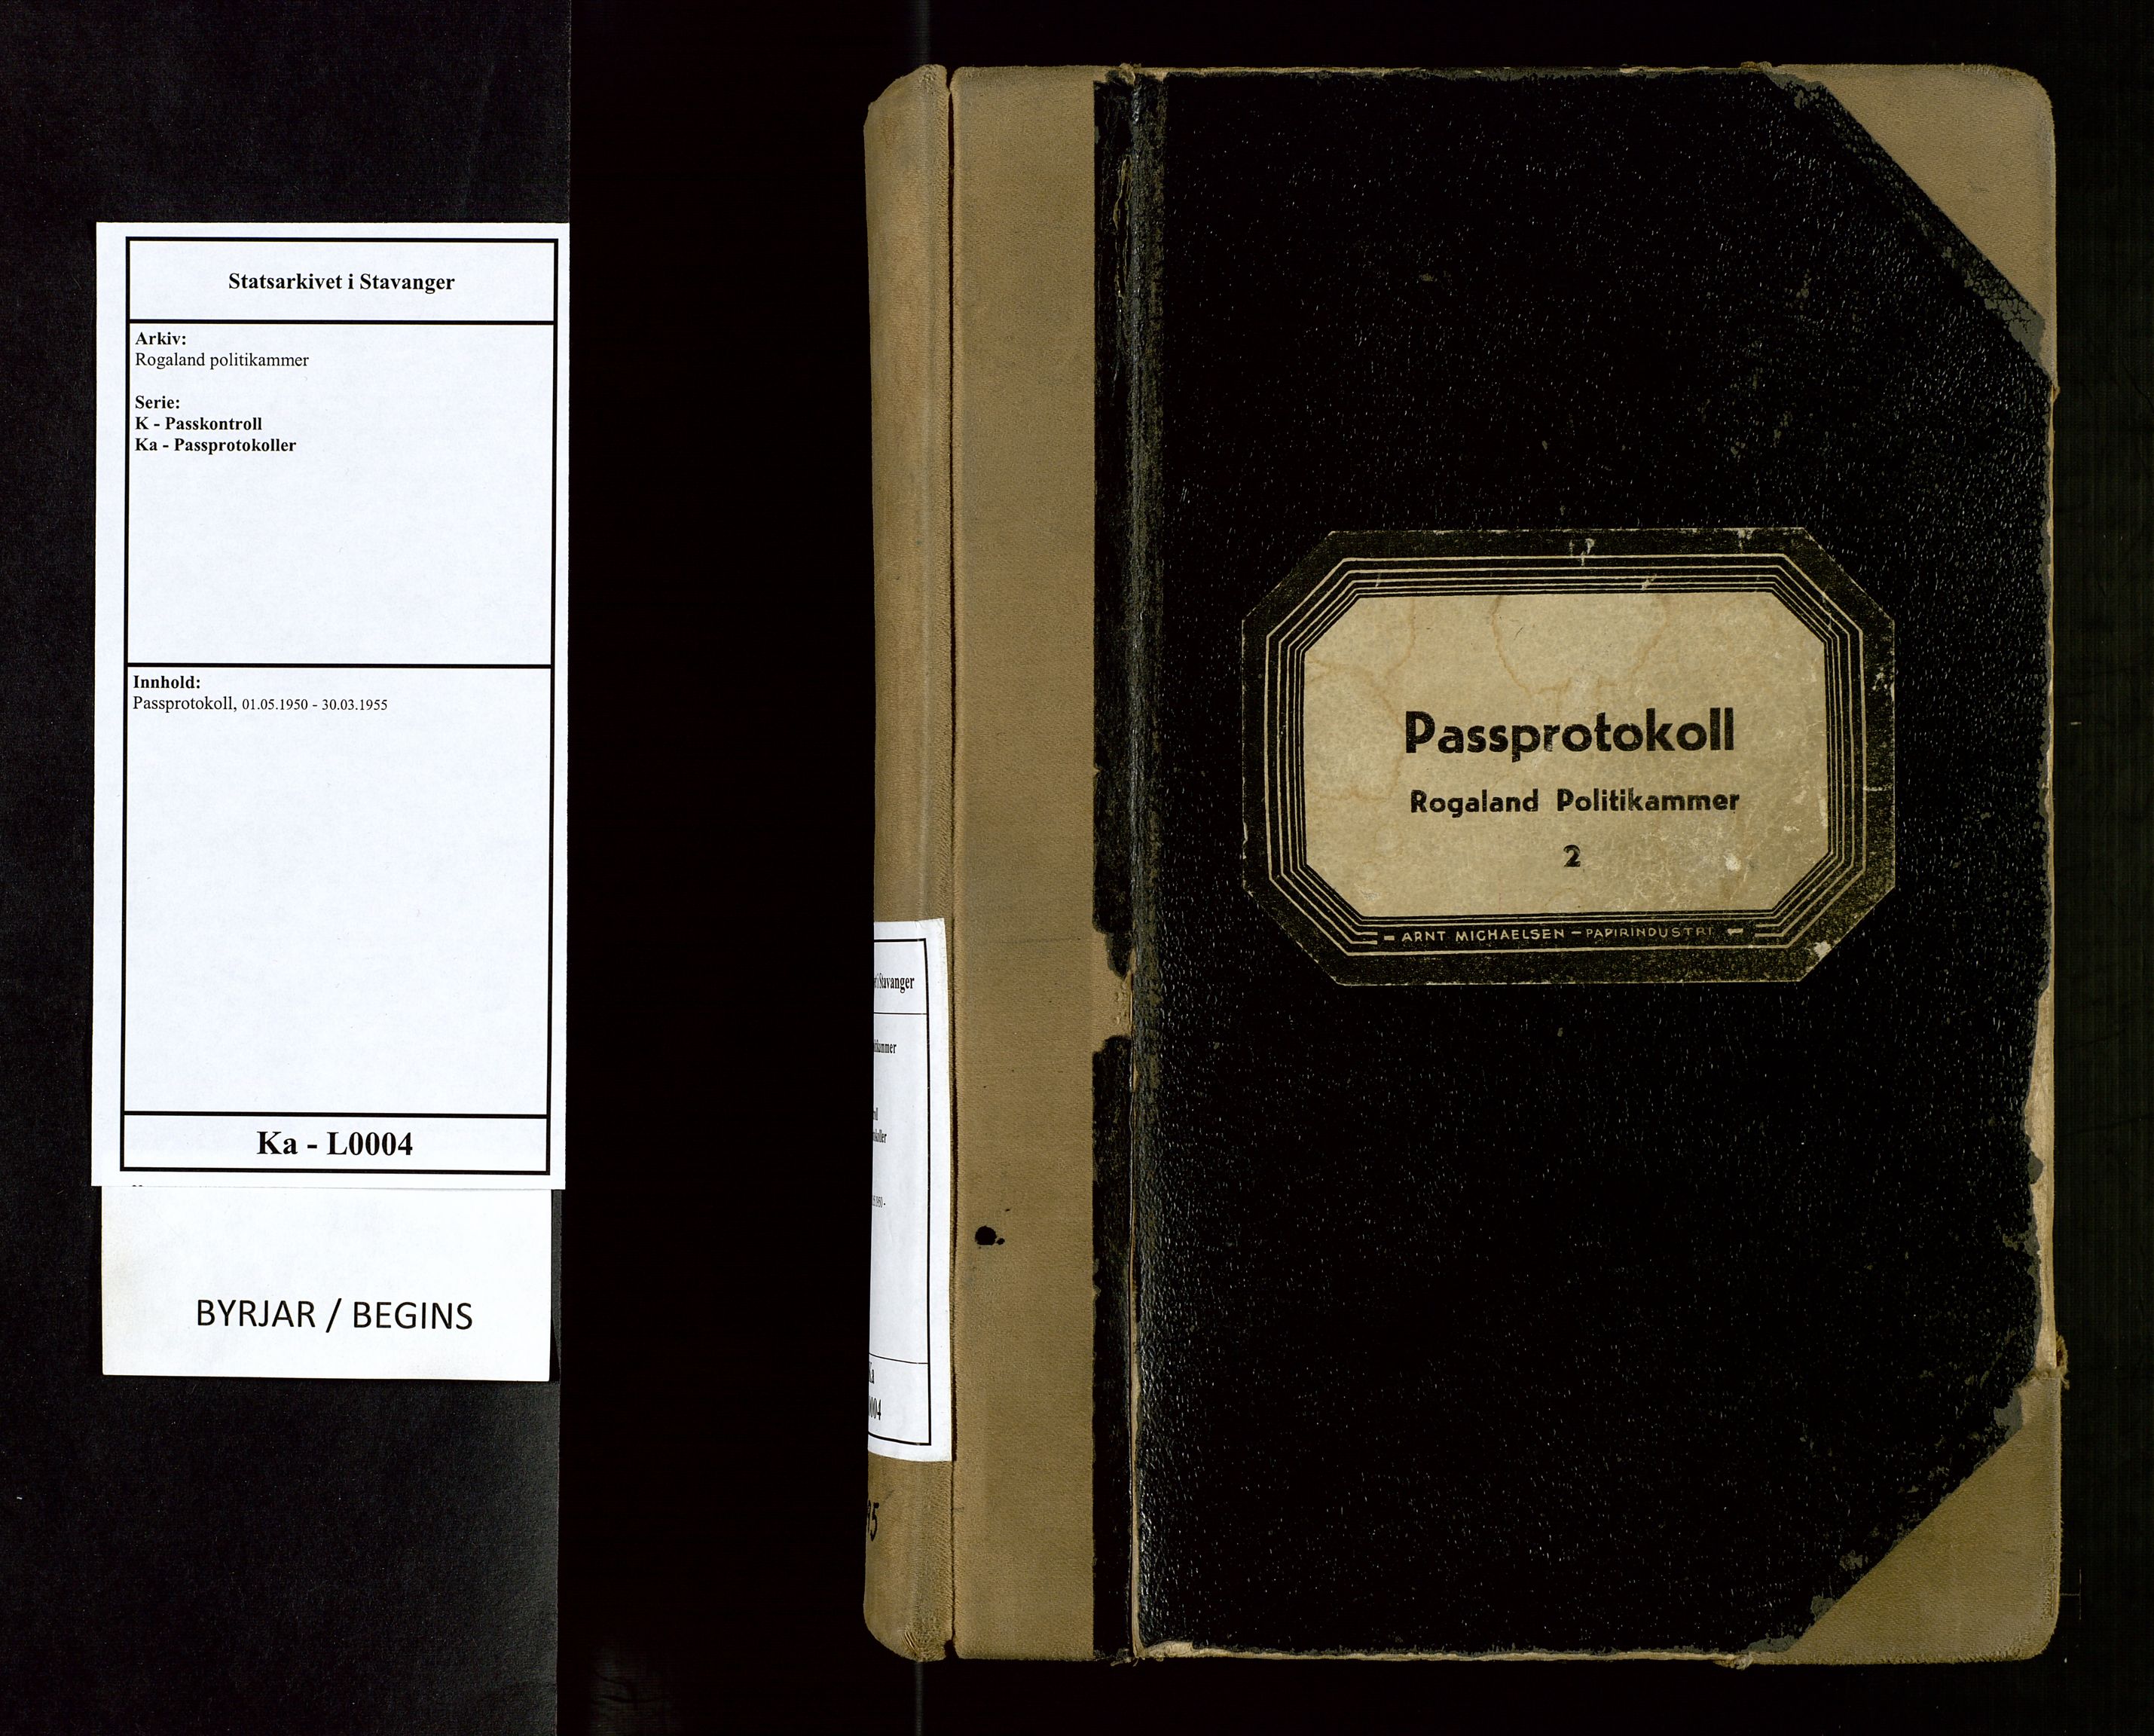 Statsarkivet i Stavanger
Arkiv:
Rogaland politikammer
Serie:
K - Passkontroll
Ka - Passprotokoller
Innhold:
Passprotokoll, 01.05.1950 - 30.03.1955
Ka - L0004
BYRJAR / BEGINS
Stavanger
Passprotokoll
Rogaland Politikammer
2
ARNT MICHAELSEN - PAPIRINDUSTRI